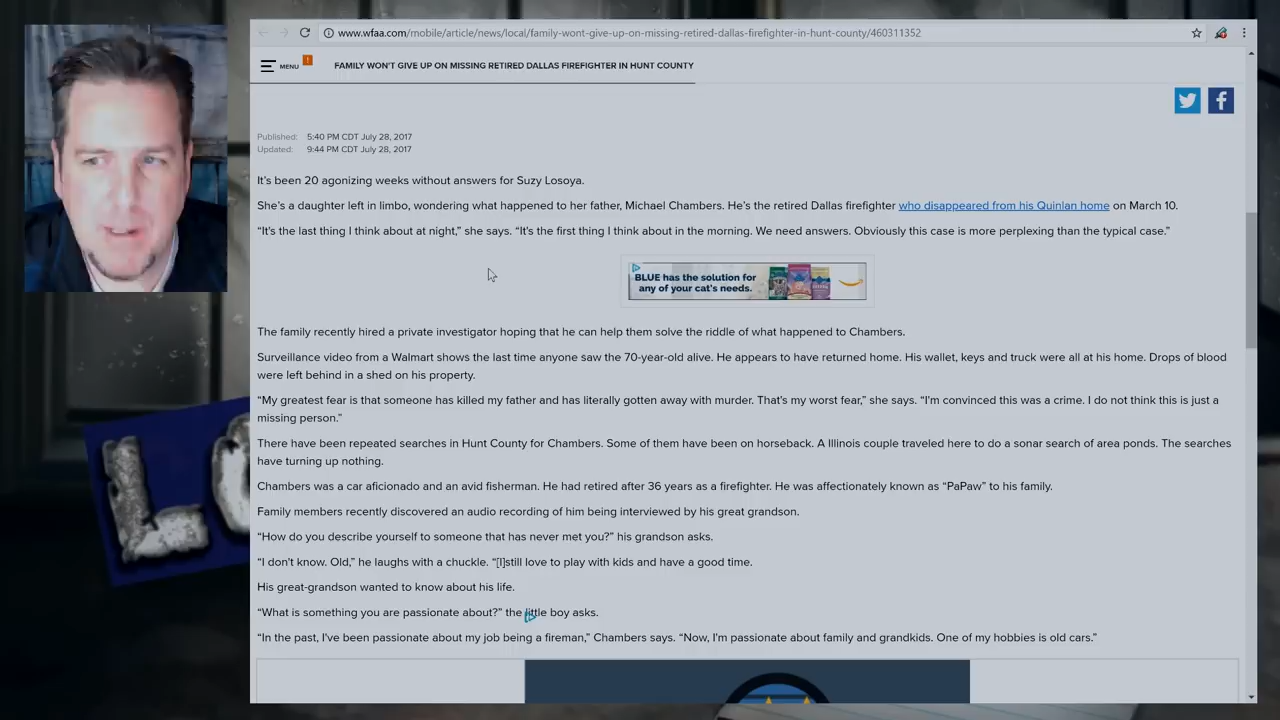 www.wfaa.com/mobile/article/news/local/family-wont-give-up-on-missing-retired-dallas-firefighter-in-hunt-county/460311352
MENU
!
FAMILY WON'T GIVE UP ON MISSING RETIRED DALLAS FIREFIGHTER IN HUNT COUNTY
Published: 5:40 PM CDT July 28, 2017
Updated: 9:44 PM CDT July 28, 2017
It's been 20 agonizing weeks without answers for Suzy Losoya.
She's a daughter left in limbo, wondering what happened to her father, Michael Chambers. He's the retired Dallas firefighter who disappeared from his Quinlan home on March 10.
“It's the last thing I think about at night,” she says. “It's the first thing I think about in the morning. We need answers. Obviously this case is more perplexing than the typical case.”
BLUE has the solution for
any of your cat's needs.
The family recently hired a private investigator hoping that he can help them solve the riddle of what happened to Chambers.
Surveillance video from a Walmart shows the last time anyone saw the 70-year-old alive. He appears to have returned home. His wallet, keys and truck were all at his home. Drops of blood
were left behind in a shed on his property.
“My greatest fear is that someone has killed my father and has literally gotten away with murder. That's my worst fear,” she says. “I'm convinced this was a crime. I do not think this is just a
missing person.”
There have been repeated searches in Hunt County for Chambers. Some of them have been on horseback. A Illinois couple traveled here to do a sonar search of area ponds. The searches
have turning up nothing.
Chambers was a car aficionado and an avid fisherman. He had retired after 36 years as a firefighter. He was affectionately known as “PaPaw” to his family.
Family members recently discovered an audio recording of him being interviewed by his great grandson.
“How do you describe yourself to someone that has never met you?” his grandson asks.
“I don't know. Old,” he laughs with a chuckle. “[I]still love to play with kids and have a good time.
His great-grandson wanted to know about his life.
“What is something you are passionate about?” the little boy asks.
“In the past, I've been passionate about my job being a fireman,” Chambers says. “Now, I'm passionate about family and grandkids. One of my hobbies is old cars.”